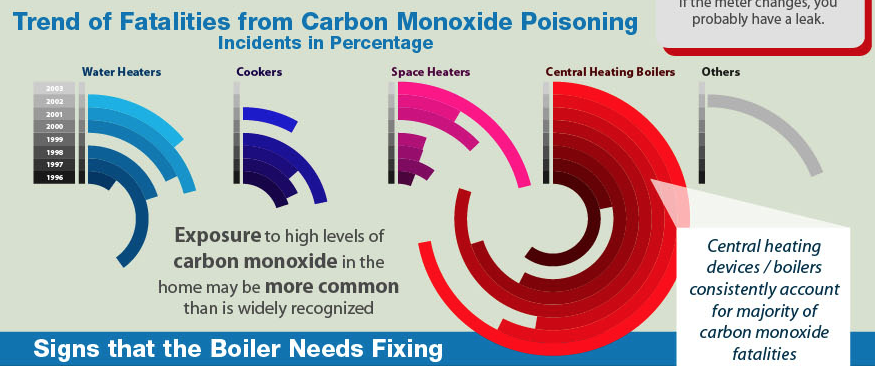 If the meter changes, you
probably have a leak.
Trend of Fatalities from Carbon Monoxide Poisoning
Incidents in Percentage
Water Heaters
Cookers
Space Heaters
Central Heating Boilers
Others
2003
2002
2001
2000
1999
1998
1997
1996
Exposure to high levels of
carbon monoxide in the
home may be more common
than is widely recognized
Central heating
devices / boilers
consistently account
for majority of
carbon monoxide
fatalities
Signs that the Boiler Needs Fixing